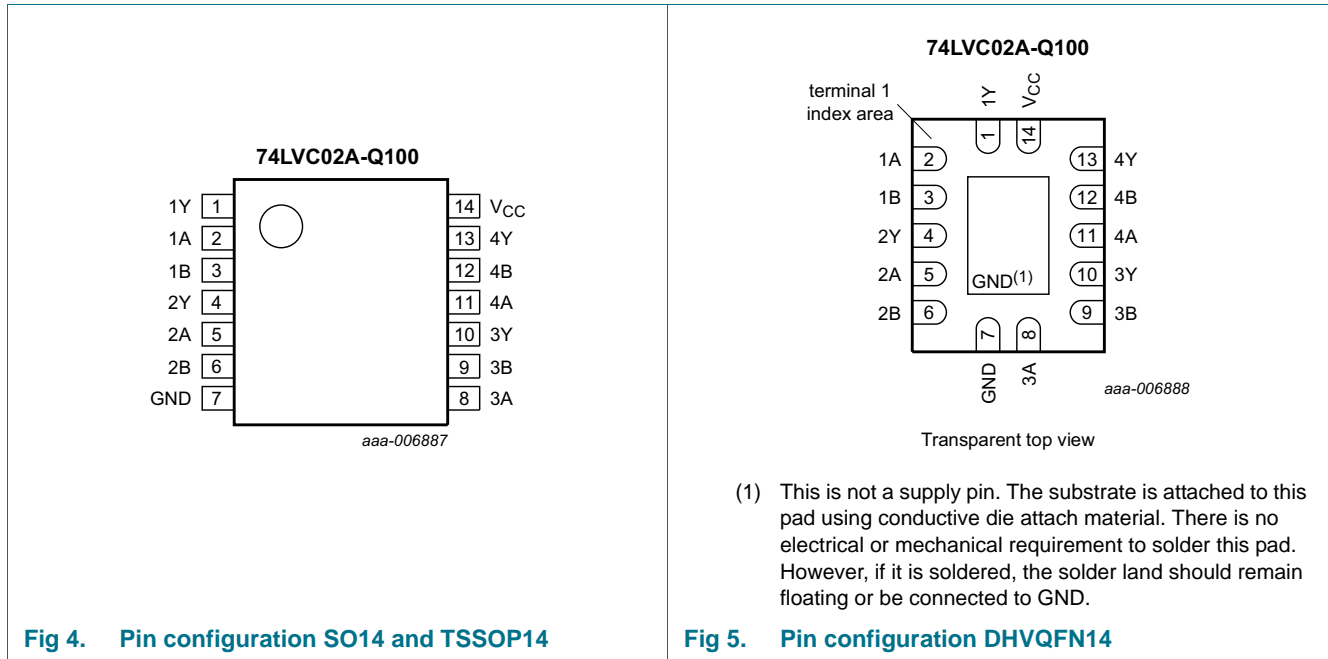 74LVC02A-Q100
1Y 1
14 VCC
1A 2
13 4Y
1B 3
12 4B
2Y 4
11 4A
2A 5
10 3Y
2B 6
9 3B
GND 7
8 3A
aaa-006887
Fig 4. Pin configuration SO14 and TSSOP14
74LVC02A-Q100
terminal 1
index area
1Y
VCC
1
14
1A 2
13 4Y
1B 3
12 4B
2Y 4
11 4A
2A 5
10 3Y
GND(1)
2B 6
9 3B
7
8
GND
3A
aaa-006888
Transparent top view
(1) This is not a supply pin. The substrate is attached to this
pad using conductive die attach material. There is no
electrical or mechanical requirement to solder this pad.
However, if it is soldered, the solder land should remain
floating or be connected to GND.
Fig 5. Pin configuration DHVQFN14